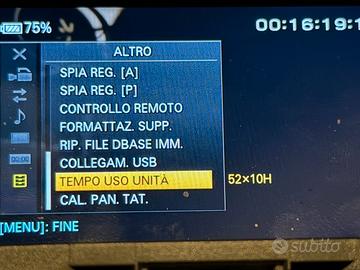 75%
00:16:19:1
ALTRO
SPIA REG. [A]
SPIA REG. [P]
CONTROLLO REMOTO
FORMATTAZ. SUPP.
RIP. FILE DBASE IMM.
COLLEGAM. USB
TEMPO USO UNITÀ 52×10H
CAL. PAN. TAT.
[MENU]: FINE
subito